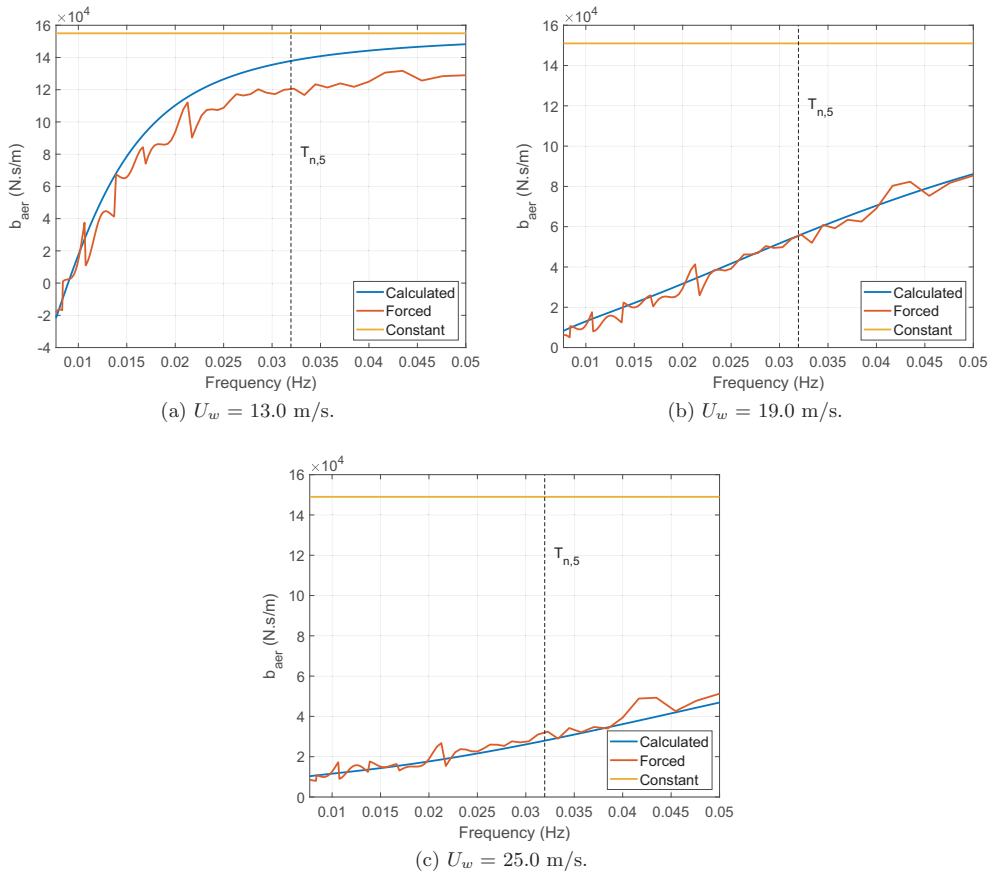 ×10⁴
16
14
12
10
8
6
4
2
0
-2
-4
b_aer (N.s/m)
T_n,5
Calculated
Forced
Constant
0.01 0.015 0.02 0.025 0.03 0.035 0.04 0.045 0.05
Frequency (Hz)
(a) U_w = 13.0 m/s.
×10⁴
16
14
12
10
8
6
4
2
0
b_aer (N.s/m)
T_n,5
Calculated
Forced
Constant
0.01 0.015 0.02 0.025 0.03 0.035 0.04 0.045 0.05
Frequency (Hz)
(b) U_w = 19.0 m/s.
×10⁴
16
14
12
10
8
6
4
2
0
b_aer (N.s/m)
T_n,5
Calculated
Forced
Constant
0.01 0.015 0.02 0.025 0.03 0.035 0.04 0.045 0.05
Frequency (Hz)
(c) U_w = 25.0 m/s.